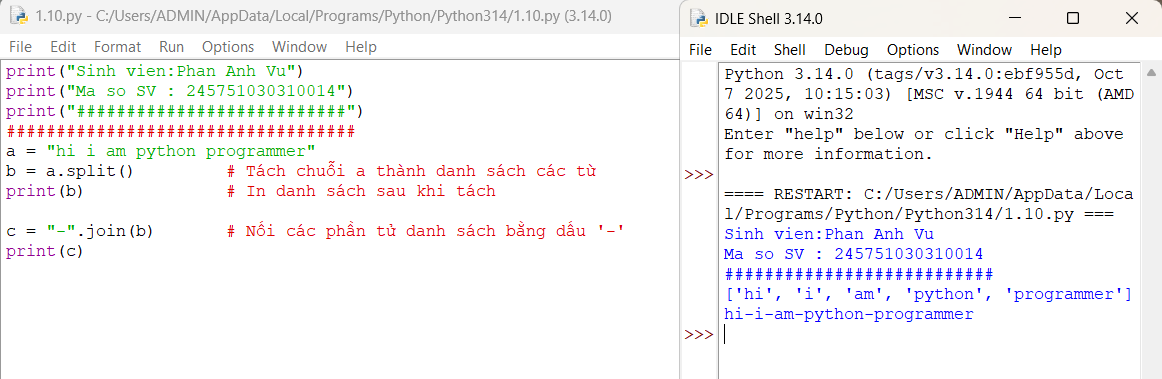 1.10.py - C:/Users/ADMIN/AppData/Local/Programs/Python/Python314/1.10.py (3.14.0)
File Edit Format Run Options Window Help
print("Sinh vien:Phan Anh Vu")
print("Ma so SV : 245751030310014")
print("###########################")
###################################
a = "hi i am python programmer"
b = a.split() # Tách chuỗi a thành danh sách các từ
print(b) # In danh sách sau khi tách
c = "-".join(b) # Nối các phần tử danh sách bằng dấu '-'
print(c)
IDLE Shell 3.14.0
File Edit Shell Debug Options Window Help
Python 3.14.0 (tags/v3.14.0:ebf955d, Oct
7 2025, 10:15:03) [MSC v.1944 64 bit (AMD
64)] on win32
Enter "help" below or click "Help" above
for more information.
>>>
==== RESTART: C:/Users/ADMIN/AppData/Loca
l/Programs/Python/Python314/1.10.py ===
Sinh vien:Phan Anh Vu
Ma so SV : 245751030310014
###########################
['hi', 'i', 'am', 'python', 'programmer']
hi-i-am-python-programmer
>>>